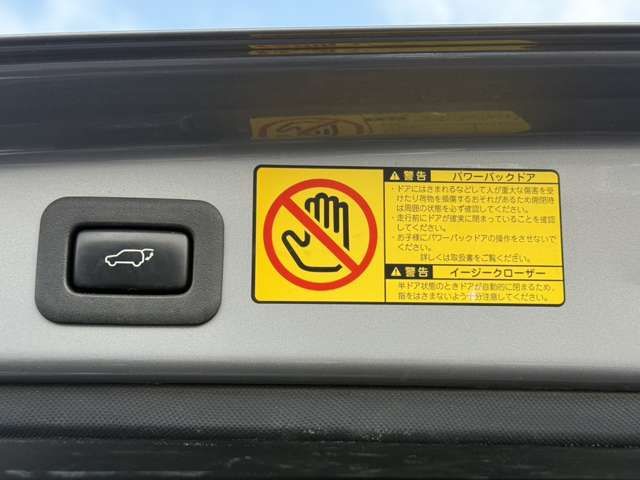 警告 パワーバックドア
・ドアにはさまれるなどして人が重大な傷害を受
けたり荷物を損傷するおそれがあるため開閉時
は周囲の状態を必ず確認してください。
・走行前にドアが確実に閉まっていることを確認
してください。
・お子様にパワーバックドアの操作をさせないで
ください。
詳しくは取扱書をご覧ください。
警告 イージークローザー
半ドア状態のときドアが自動的に閉まるため、
指をはさまないよう十分注意してください。